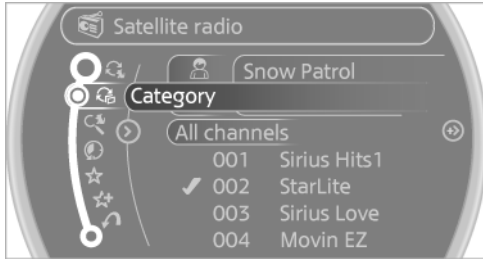 Satellite radio
Snow Patrol
Category
All channels
001 Sirius Hits1
002 StarLite
003 Sirius Love
004 Movin EZ